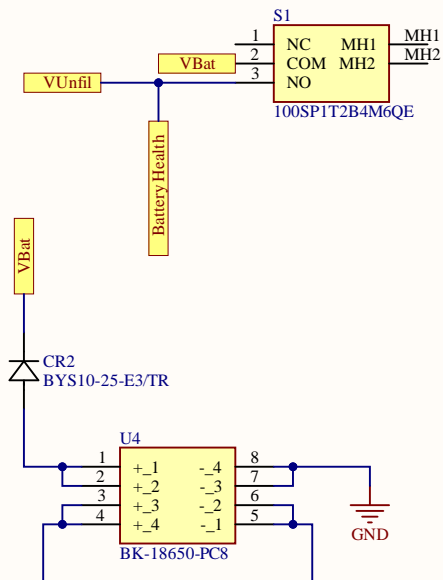 S1
1 NC MH1 MH1
2 COM MH2 MH2
3 NO
100SP1T2B4M6QE
VBat
VUnfil
Battery Health
VBat
CR2
BYS10-25-E3/TR
U4
1 +_1 -_4 8
2 +_2 -_3 7
3 +_3 -_2 6
4 +_4 -_1 5
BK-18650-PC8
GND